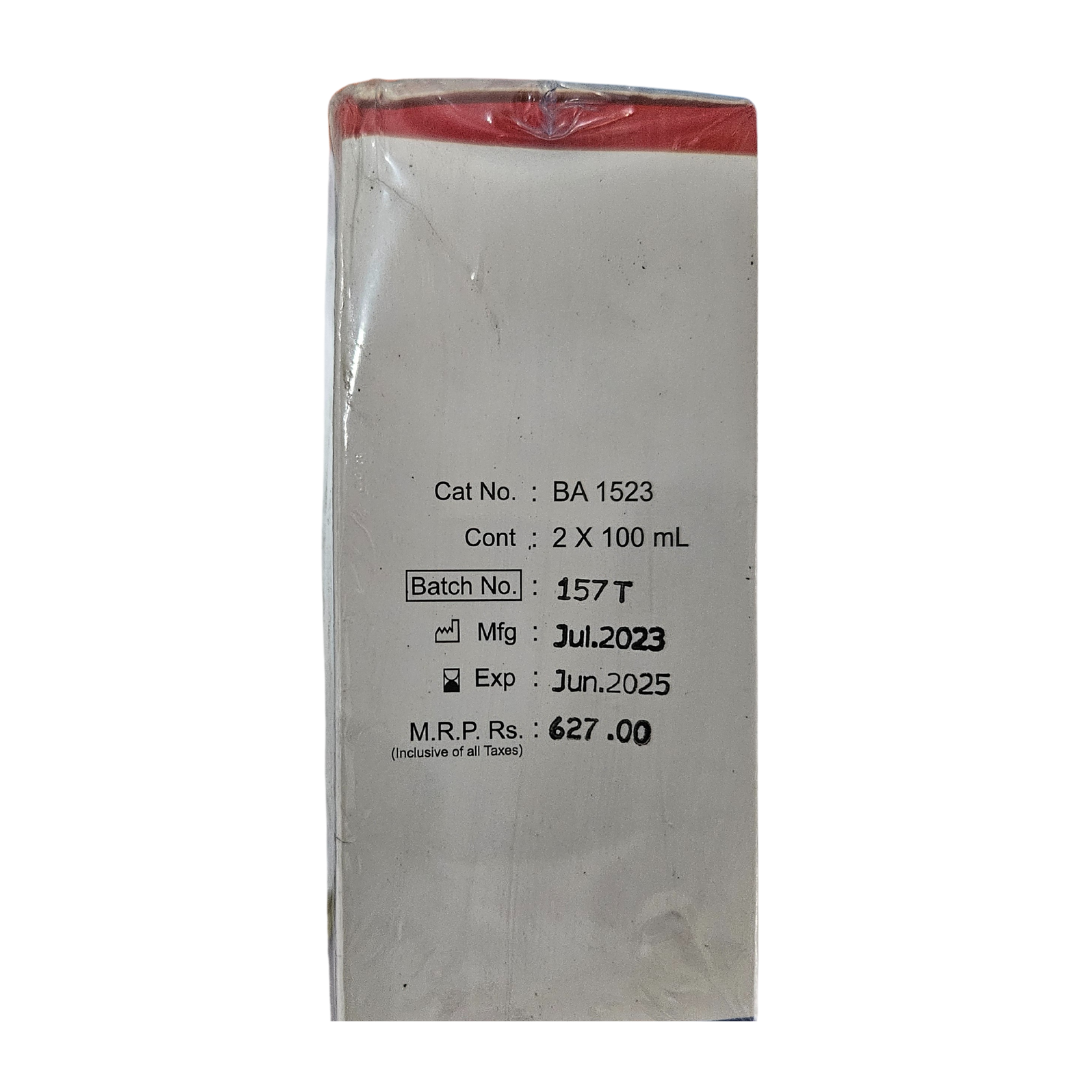 Cat No. : BA 1523
Cont : 2 X 100 mL
Batch No. : 157T
Mfg : Jul.2023
Exp : Jun.2025
M.R.P. Rs. : 627.00
(Inclusive of all Taxes)